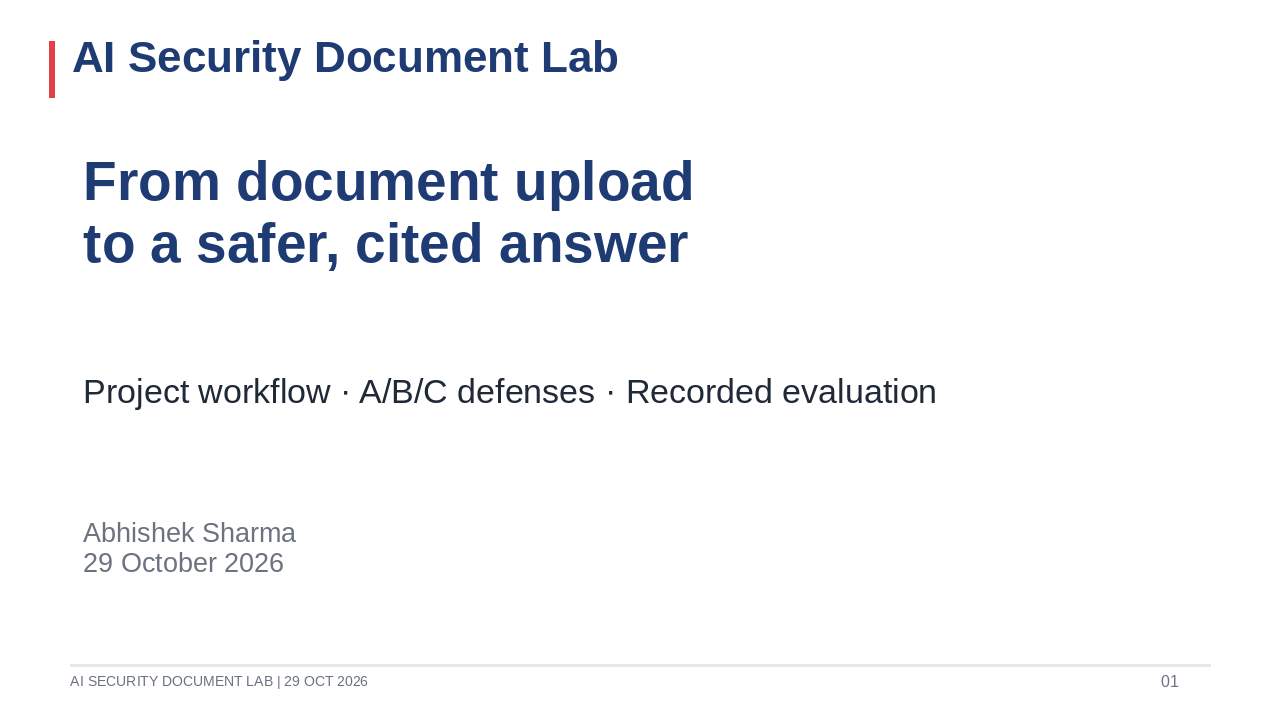 AI Security Document Lab
From document upload
to a safer, cited answer
Project workflow · A/B/C defenses · Recorded evaluation
Abhishek Sharma
29 October 2026
AI SECURITY DOCUMENT LAB | 29 OCT 2026
01